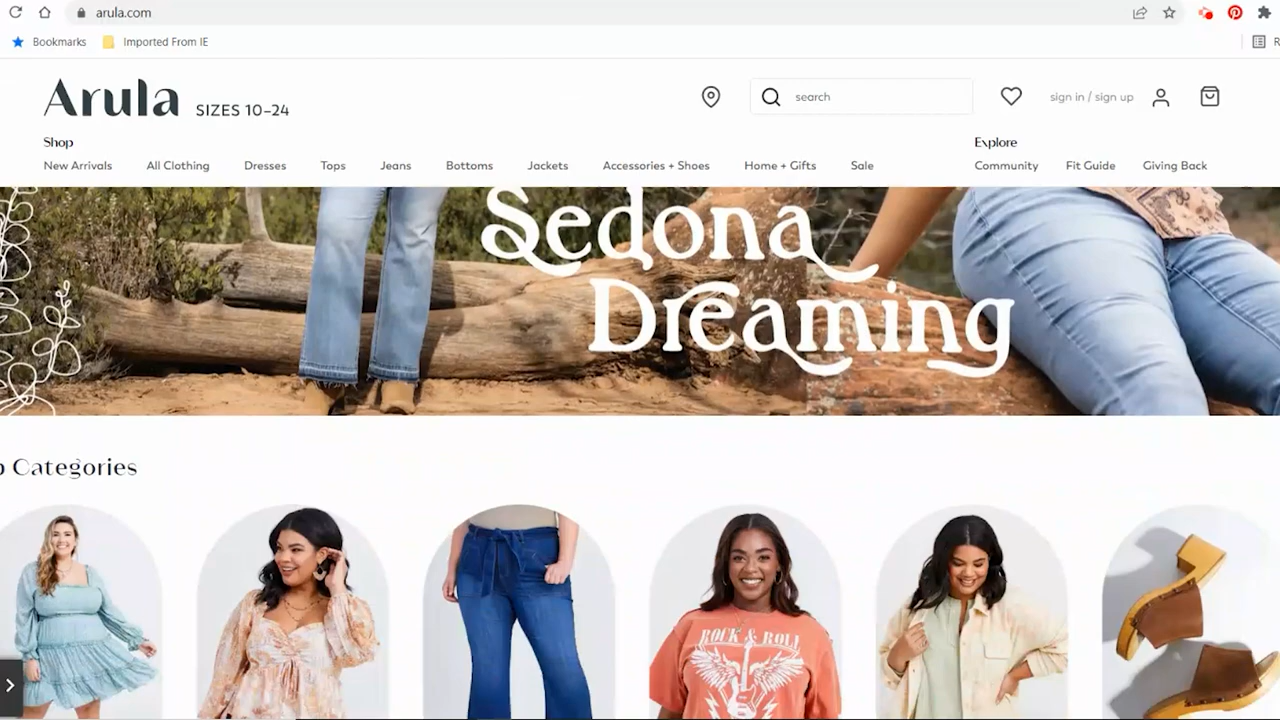 arula.com
Bookmarks
Imported From IE
R
Arula SIZES 10–24
search
sign in / sign up
Shop
Explore
New Arrivals
All Clothing
Dresses
Tops
Jeans
Bottoms
Jackets
Accessories + Shoes
Home + Gifts
Sale
Community
Fit Guide
Giving Back
Sedona
Dreaming
p Categories
ROCK & ROLL